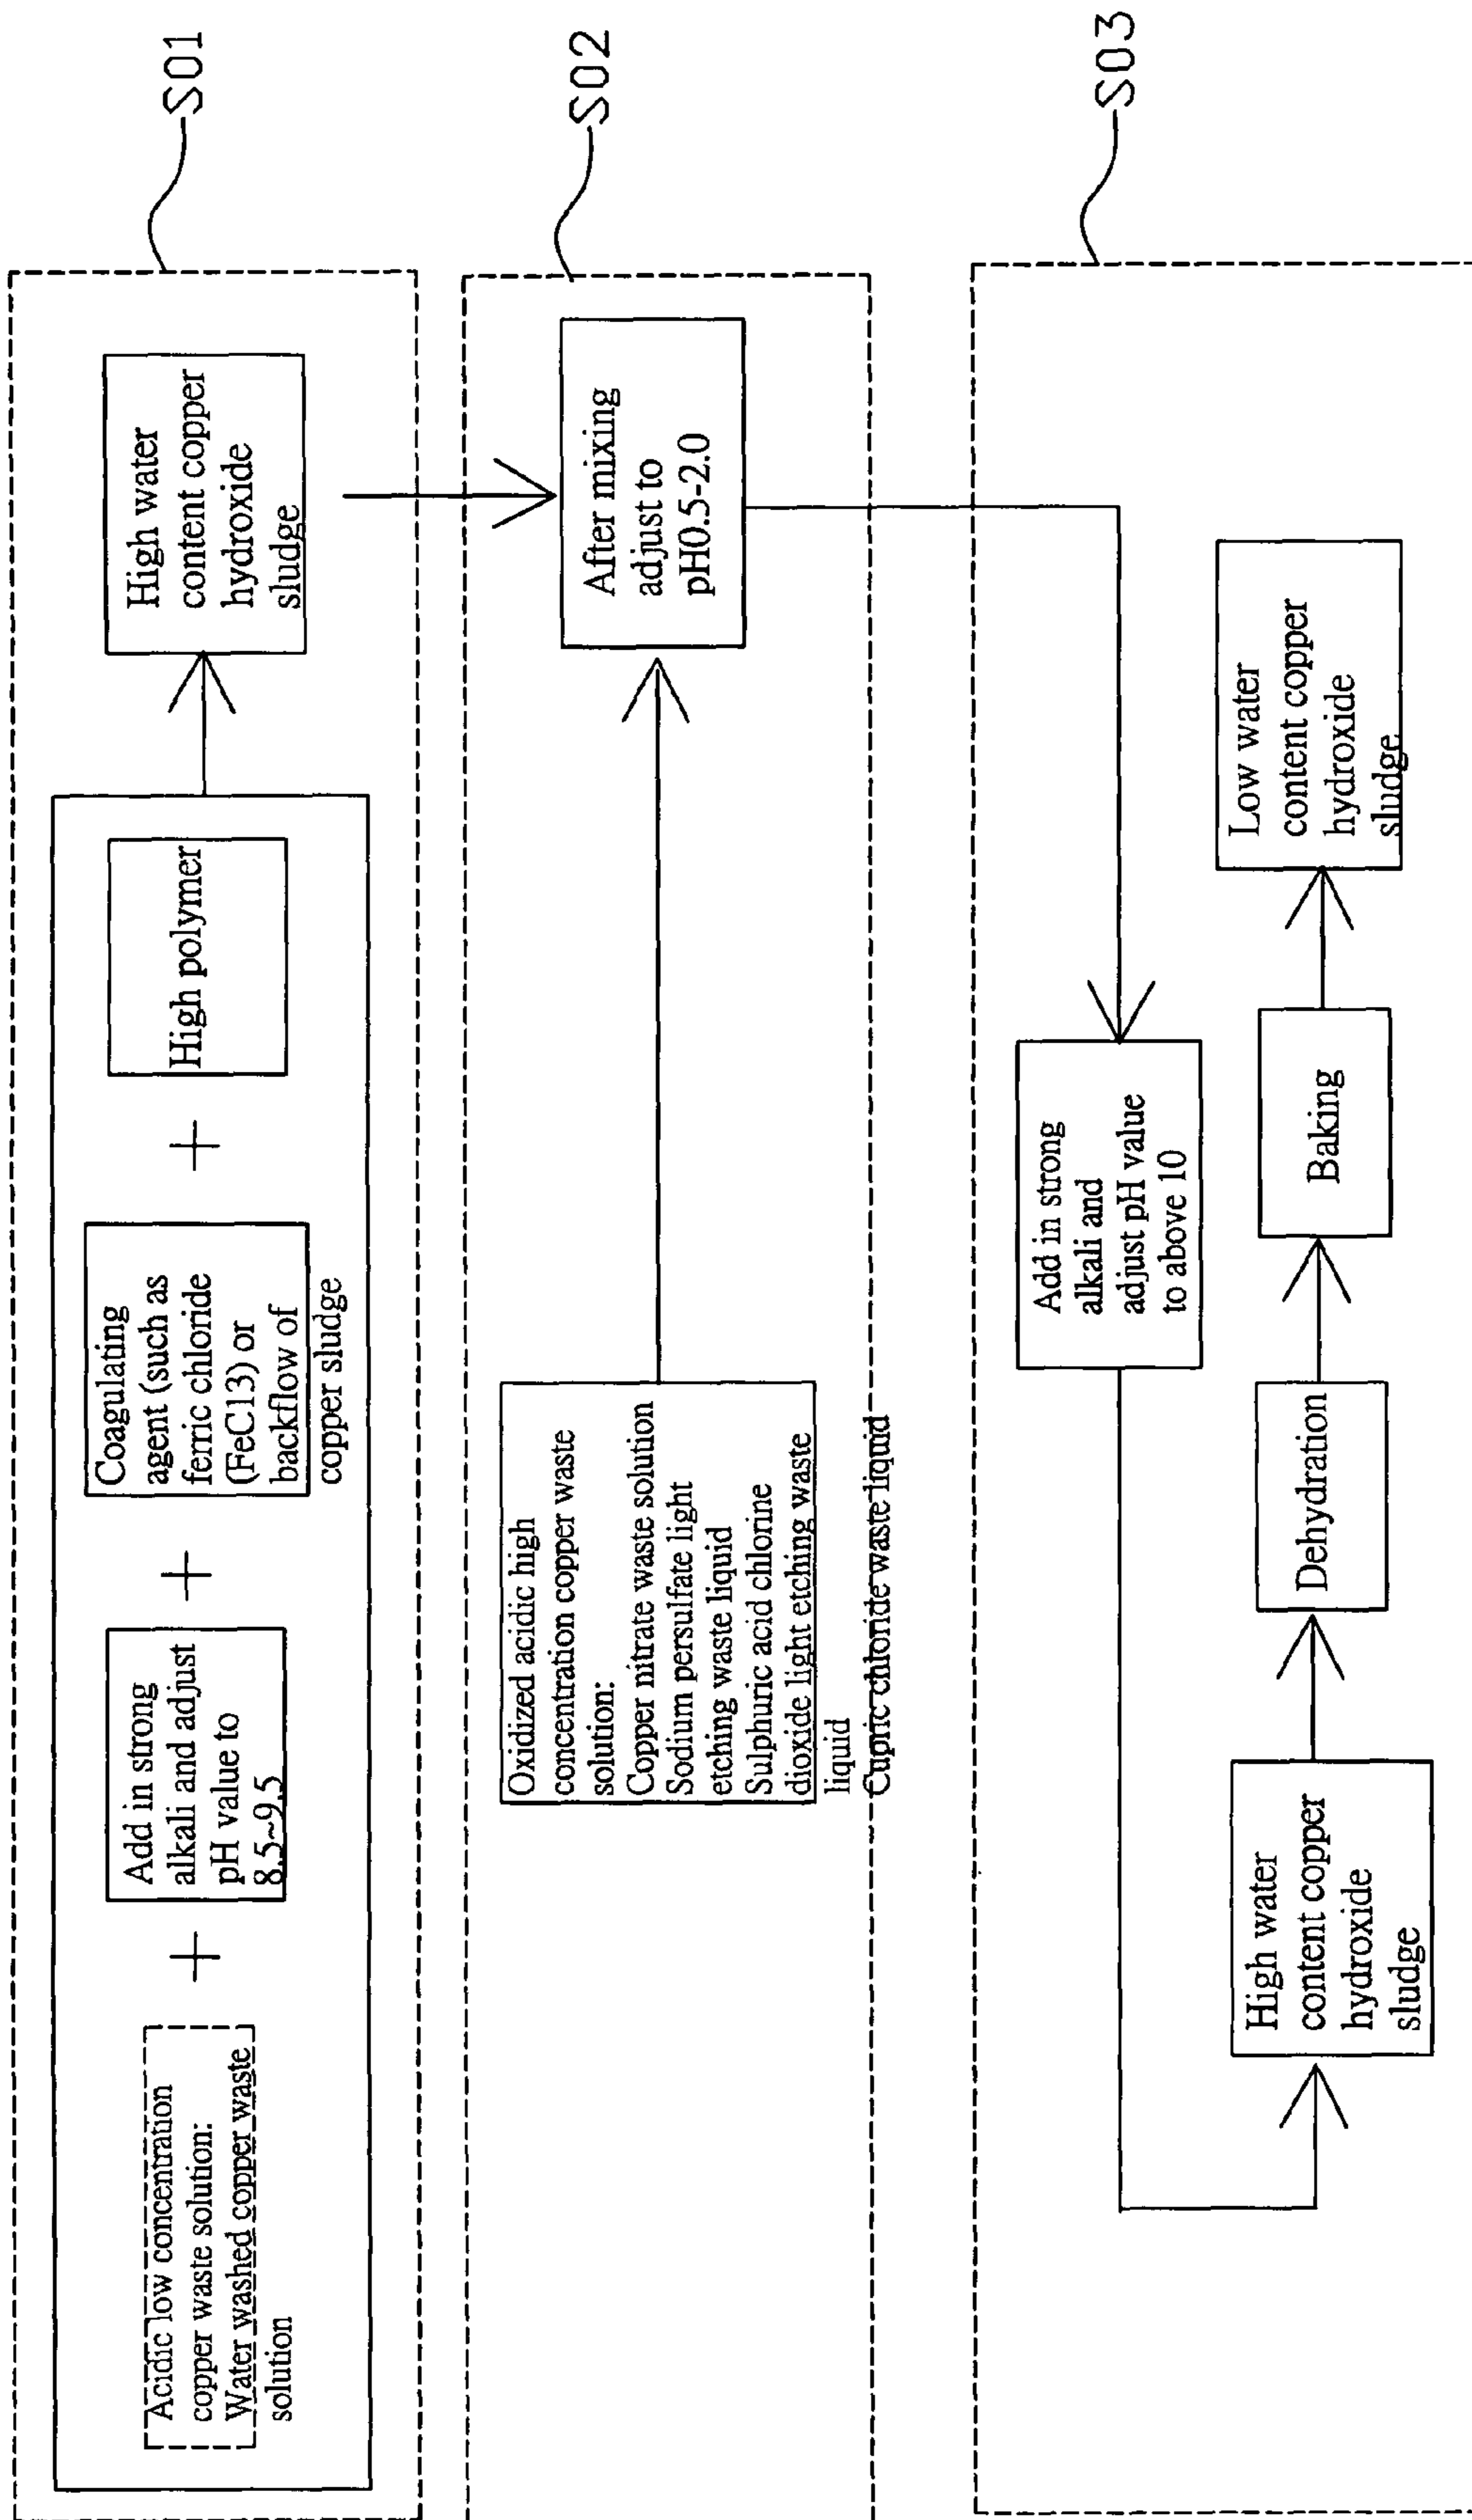 Acidic low concentration
copper waste solution:
Water washed copper waste
solution
+
Add in strong
alkali and adjust
pH value to
8.5~9.5
+
Coagulating
agent (such as
ferric chloride
(FeC13) or
backflow of
copper sludge
+
High polymer
High water
content copper
hydroxide
sludge
S01
Oxidized acidic high
concentration copper waste
solution:
Copper nitrate waste solution
Sodium persulfate light
etching waste liquid
Sulphuric acid chlorine
dioxide light etching waste
liquid
Cupric chloride waste liquid
After mixing
adjust to
pH0.5-2.0
S02
Add in strong
alkali and
adjust pH value
to above 10
High water
content copper
hydroxide
sludge
Dehydration
Baking
Low water
content copper
hydroxide
sludge
S03